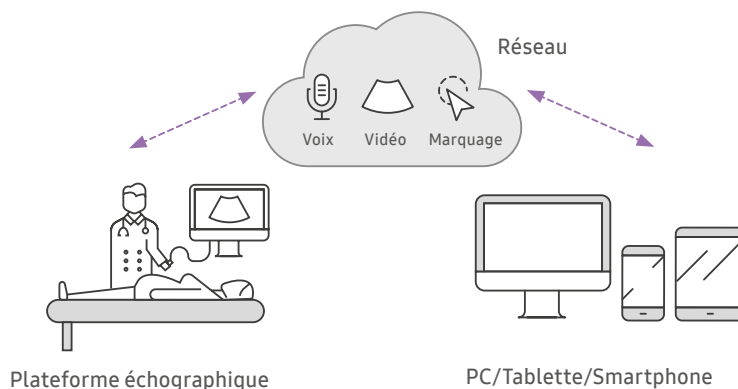 Réseau
Voix Vidéo Marquage
Plateforme échographique
PC/Tablette/Smartphone